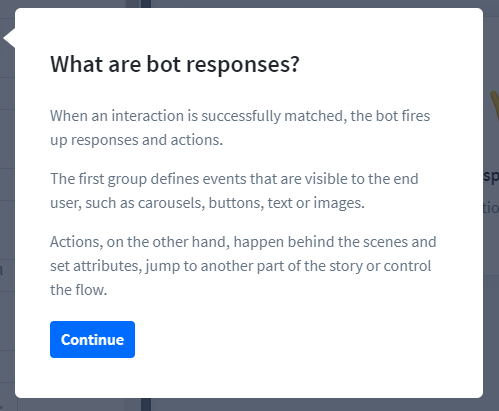 What are bot responses?
When an interaction is successfully matched, the bot fires
up responses and actions.
The first group defines events that are visible to the end
user, such as carousels, buttons, text or images.
Actions, on the other hand, happen behind the scenes and
set attributes, jump to another part of the story or control
the flow.
Continue